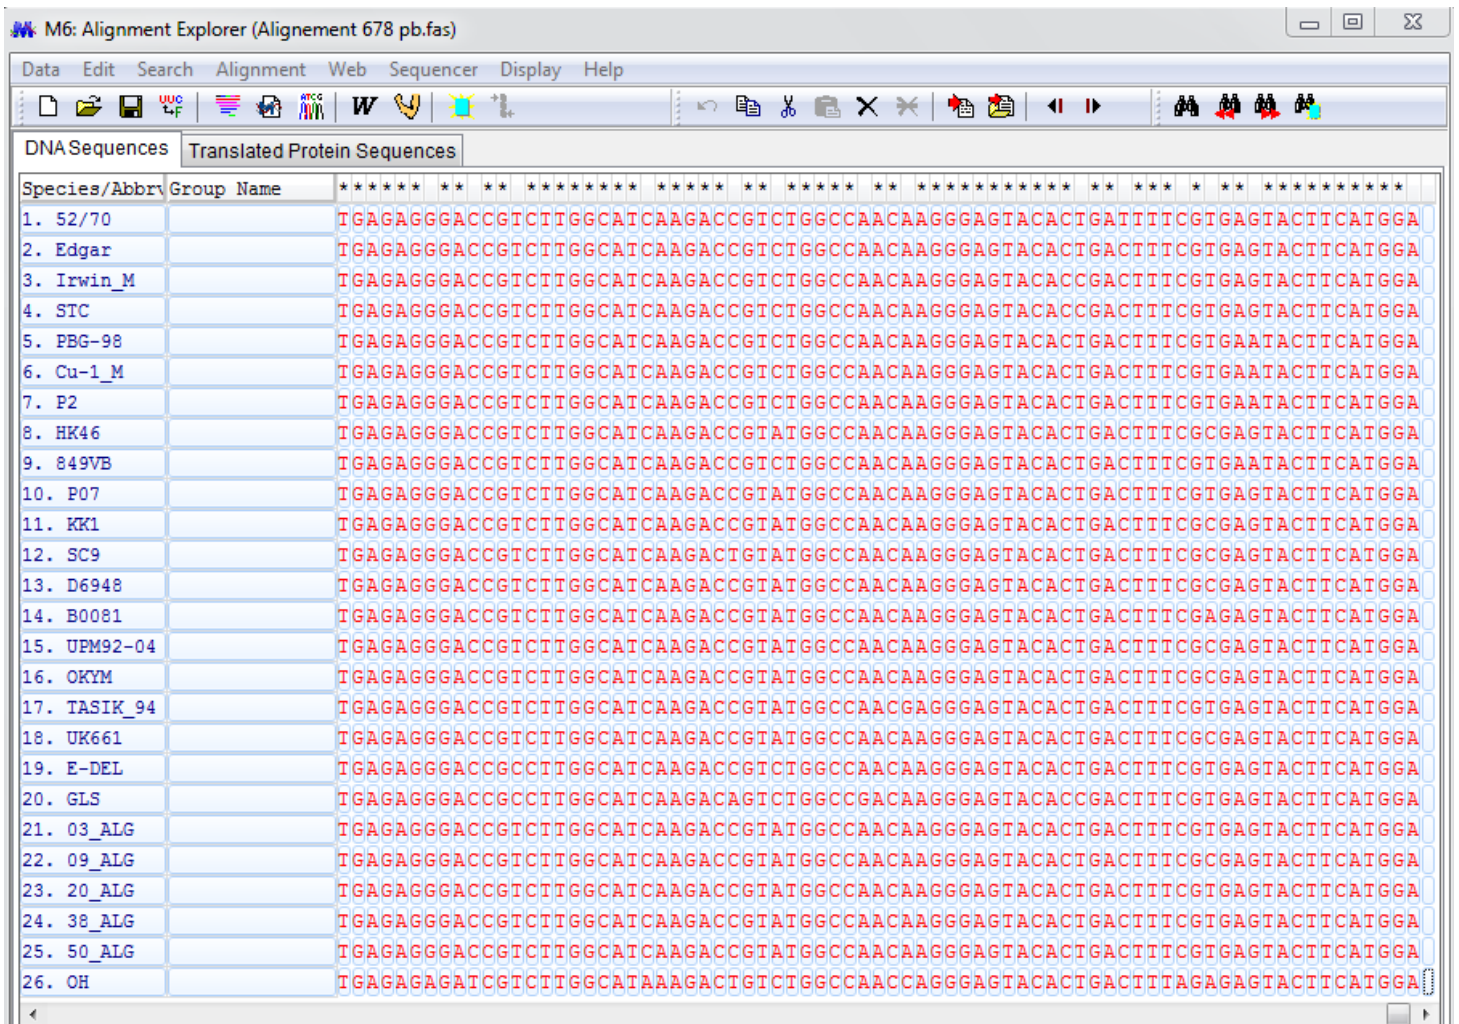 M6: Alignment Explorer (Alignement 678 pb.fas)
Data Edit Search Alignment Web Sequencer Display Help
UUC F ATCG W
DNA Sequences Translated Protein Sequences
Species/Abbrv Group Name ****** ** ** ******** ***** ** ***** ** *********** ** *** * ** **********
1. 52/70 TGAGAGGGACCGTCTTGGCATCAAGACCGTCTGGCCAACAAGGGAGTACACTGATTTTCGTGAGTACTTCATGGA
2. Edgar TGAGAGGGACCGTCTTGGCATCAAGACCGTCTGGCCAACAAGGGAGTACACTGACTTTCGTGAGTACTTCATGGA
3. Irwin_M TGAGAGGGACCGTCTTGGCATCAAGACCGTCTGGCCAACAAGGGAGTACACCGACTTTCGTGAGTACTTCATGGA
4. STC TGAGAGGGACCGTCTTGGCATCAAGACCGTCTGGCCAACAAGGGAGTACACCGACTTTCGTGAGTACTTCATGGA
5. PBG-98 TGAGAGGGACCGTCTTGGCATCAAGACCGTCTGGCCAACAAGGGAGTACACTGACTTTCGTGAATACTTCATGGA
6. Cu-1_M TGAGAGGGACCGTCTTGGCATCAAGACCGTCTGGCCAACAAGGGAGTACACTGACTTTCGTGAATACTTCATGGA
7. P2 TGAGAGGGACCGTCTTGGCATCAAGACCGTCTGGCCAACAAGGGAGTACACTGACTTTCGTGAATACTTCATGGA
8. HK46 TGAGAGGGACCGTCTTGGCATCAAGACCGTATGGCCAACAAGGGAGTACACTGACTTTCGCGAGTACTTCATGGA
9. 849VB TGAGAGGGACCGTCTTGGCATCAAGACCGTCTGGCCAACAAGGGAGTACACTGACTTTCGTGAATACTTCATGGA
10. P07 TGAGAGGGACCGTCTTGGCATCAAGACCGTATGGCCAACAAGGGAGTACACTGACTTTCGTGAGTACTTCATGGA
11. KK1 TGAGAGGGACCGTCTTGGCATCAAGACCGTATGGCCAACAAGGGAGTACACTGACTTTCGCGAGTACTTCATGGA
12. SC9 TGAGAGGGACCGTCTTGGCATCAAGACTGTATGGCCAACAAGGGAGTACACTGACTTTCGCGAGTACTTCATGGA
13. D6948 TGAGAGGGACCGTCTTGGCATCAAGACCGTATGGCCAACAAGGGAGTACACTGACTTTCGCGAGTACTTCATGGA
14. B0081 TGAGAGGGACCGTCTTGGCATCAAGACCGTATGGCCAACAAGGGAGTACACTGACTTTCGAGAGTACTTCATGGA
15. UPM92-04 TGAGAGGGACCGTCTTGGCATCAAGACCGTATGGCCAACAAGGGAGTACACTGACTTTCGCGAGTACTTCATGGA
16. OKYM TGAGAGGGACCGTCTTGGCATCAAGACCGTATGGCCAACAAGGGAGTACACTGACTTTCGCGAGTACTTCATGGA
17. TASIK_94 TGAGAGGGACCGTCTTGGCATCAAGACCGTATGGCCAACGAGGGAGTACACTGACTTTCGTGAGTACTTCATGGA
18. UK661 TGAGAGGGACCGTCTTGGCATCAAGACCGTATGGCCAACAAGGGAGTACACTGACTTTCGCGAGTACTTCATGGA
19. E-DEL TGAGAGGGACCGCCTTGGCATCAAGACCGTCTGGCCAACAAGGGAGTACACTGACTTTCGTGAGTACTTCATGGA
20. GLS TGAGAGGGACCGCCTTGGCATCAAGACAGTCTGGCCGACAAGGGAGTACACCGACTTTCGTGAGTACTTCATGGA
21. 03_ALG TGAGAGGGACCGTCTTGGCATCAAGACCGTATGGCCAACAAGGGAGTACACTGACTTTCGTGAGTACTTCATGGA
22. 09_ALG TGAGAGGGACCGTCTTGGCATCAAGACCGTATGGCCAACAAGGGAGTACACTGACTTTCGCGAGTACTTCATGGA
23. 20_ALG TGAGAGGGACCGTCTTGGCATCAAGACCGTATGGCCAACAAGGGAGTACACTGACTTTCGTGAGTACTTCATGGA
24. 38_ALG TGAGAGGGACCGTCTTGGCATCAAGACCGTATGGCCAACAAGGGAGTACACTGACTTTCGTGAGTACTTCATGGA
25. 50_ALG TGAGAGGGACCGTCTTGGCATCAAGACCGTATGGCCAACAAGGGAGTACACTGACTTTCGTGAGTACTTCATGGA
26. OH TGAGAGAGATCGTCTTGGCATAAAGACTGTCTGGCCAACCAGGGAGTACACTGACTTTAGAGAGTACTTCATGGA